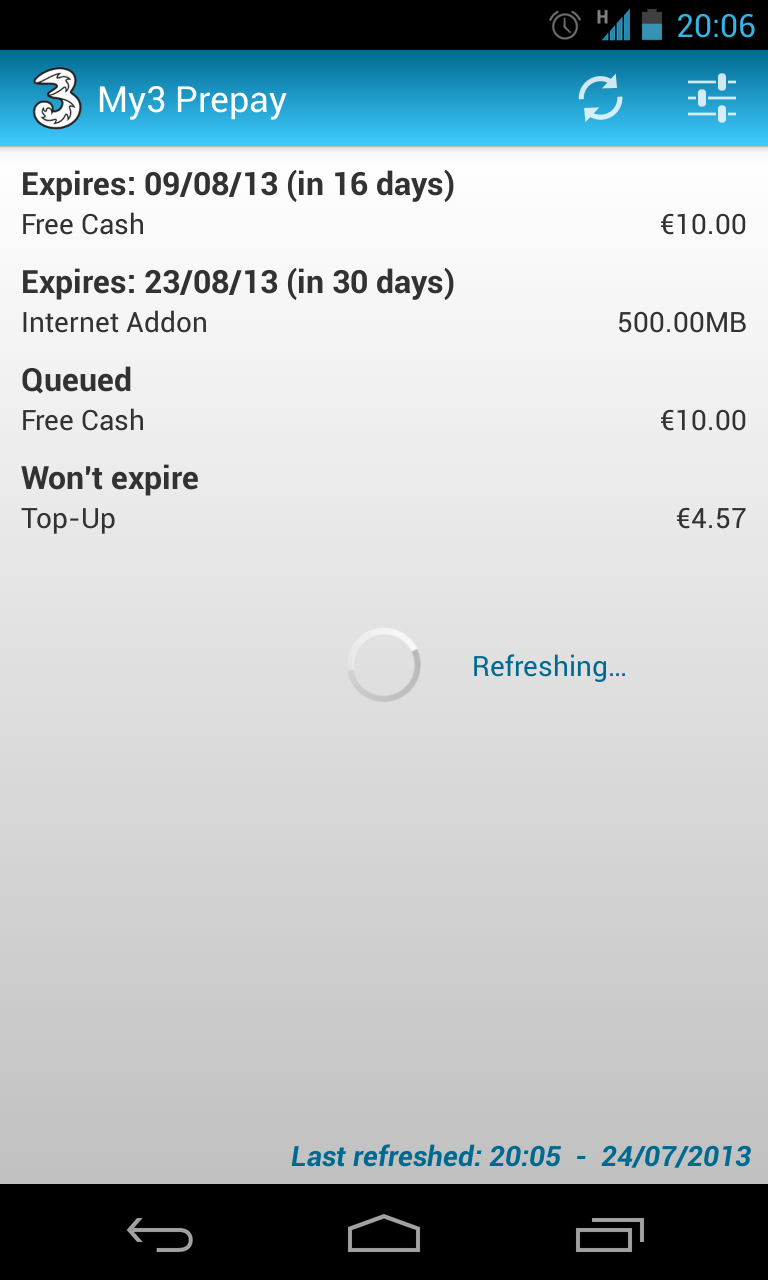 H 20:06
3 My3 Prepay
Expires: 09/08/13 (in 16 days)
Free Cash €10.00
Expires: 23/08/13 (in 30 days)
Internet Addon 500.00MB
Queued
Free Cash €10.00
Won't expire
Top-Up €4.57
Refreshing...
Last refreshed: 20:05 - 24/07/2013